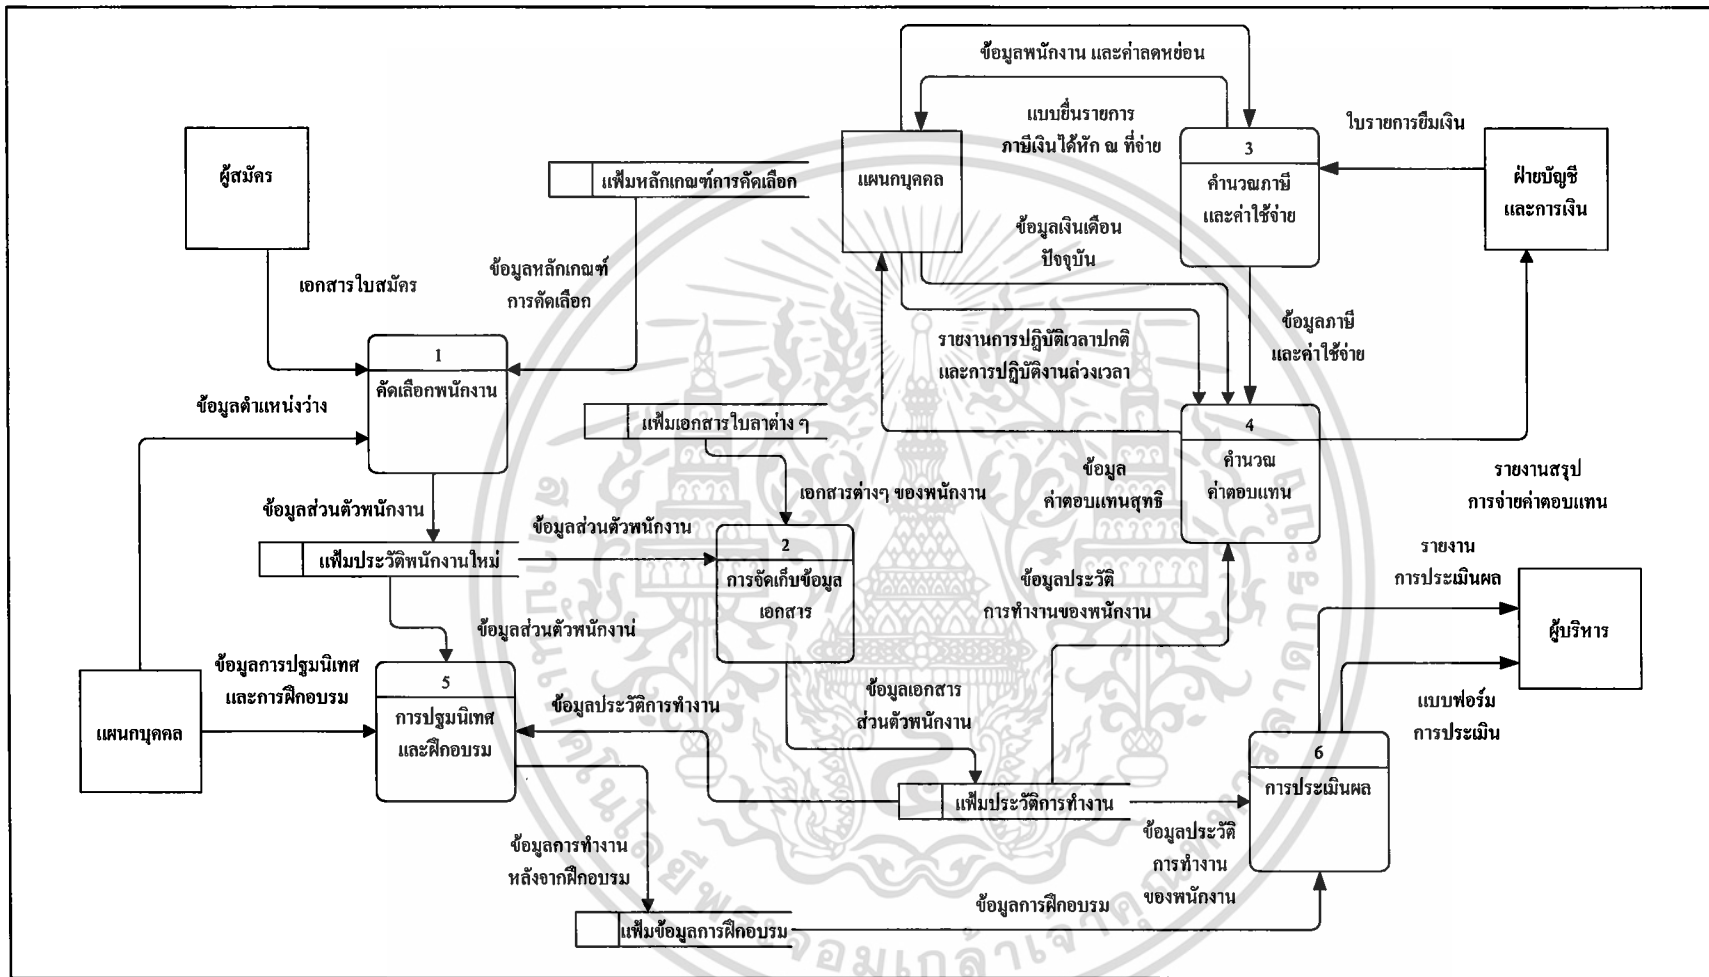 ข้อมูลพนักงาน และค่าลดหย่อน
แบบยื่นรายการ
ภาษีเงินได้หัก ณ ที่จ่าย
ใบรายการยืมเงิน
ผู้สมัคร
แฟ้มหลักเกณฑ์การคัดเลือก
แผนกบุคคล
3
คำนวณภาษี
และค่าใช้จ่าย
ฝ่ายบัญชี
และการเงิน
ข้อมูลเงินเดือน
ปัจจุบัน
เอกสารใบสมัคร
ข้อมูลหลักเกณฑ์
การคัดเลือก
ข้อมูลภาษี
และค่าใช้จ่าย
รายงานการปฏิบัติเวลาปกติ
และการปฏิบัติงานล่วงเวลา
1
คัดเลือกพนักงาน
ข้อมูลตำแหน่งว่าง
แฟ้มเอกสารใบลาต่าง ๆ
4
คำนวณ
ค่าตอบแทน
ข้อมูล
ค่าตอบแทนสุทธิ
รายงานสรุป
การจ่ายค่าตอบแทน
เอกสารต่างๆ ของพนักงาน
ข้อมูลส่วนตัวพนักงาน
ข้อมูลส่วนตัวพนักงาน
แฟ้มประวัติพนักงานใหม่
2
การจัดเก็บข้อมูล
เอกสาร
รายงาน
การประเมินผล
ข้อมูลประวัติ
การทำงานของพนักงาน
ผู้บริหาร
ข้อมูลส่วนตัวพนักงาน
ข้อมูลการปฐมนิเทศ
และการฝึกอบรม
5
การปฐมนิเทศ
และฝึกอบรม
แผนกบุคคล
ข้อมูลประวัติการทำงาน
ข้อมูลเอกสาร
ส่วนตัวพนักงาน
แบบฟอร์ม
การประเมิน
6
การประเมินผล
แฟ้มประวัติการทำงาน
ข้อมูลประวัติ
การทำงาน
ของพนักงาน
ข้อมูลการทำงาน
หลังจากฝึกอบรม
ข้อมูลการฝึกอบรม
แฟ้มข้อมูลการฝึกอบรม